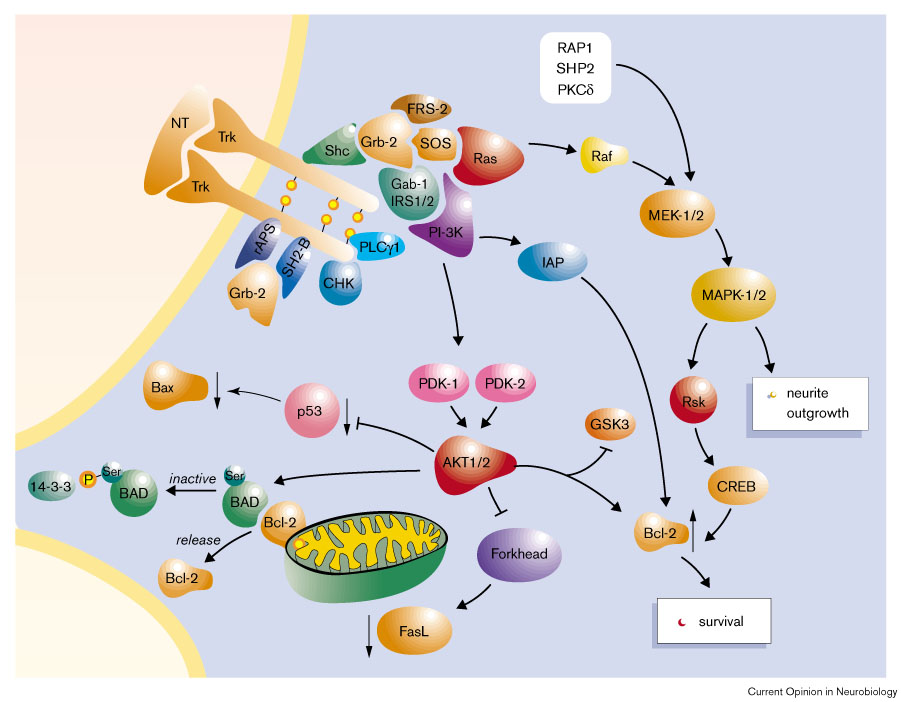 RAP1
SHP2
PKCδ
NT
Trk
Trk
FRS-2
Shc
Grb-2
SOS
Ras
Raf
Gab-1
IRS1/2
MEK-1/2
PI-3K
rAPS
SH2-B
PLCγ1
CHK
Grb-2
IAP
MAPK-1/2
PDK-1
PDK-2
Bax
p53
Rsk
neurite
outgrowth
GSK3
AKT1/2
14-3-3
P
Ser
BAD
inactive
Ser
BAD
Bcl-2
CREB
Bcl-2
release
Bcl-2
Forkhead
FasL
survival
Current Opinion in Neurobiology